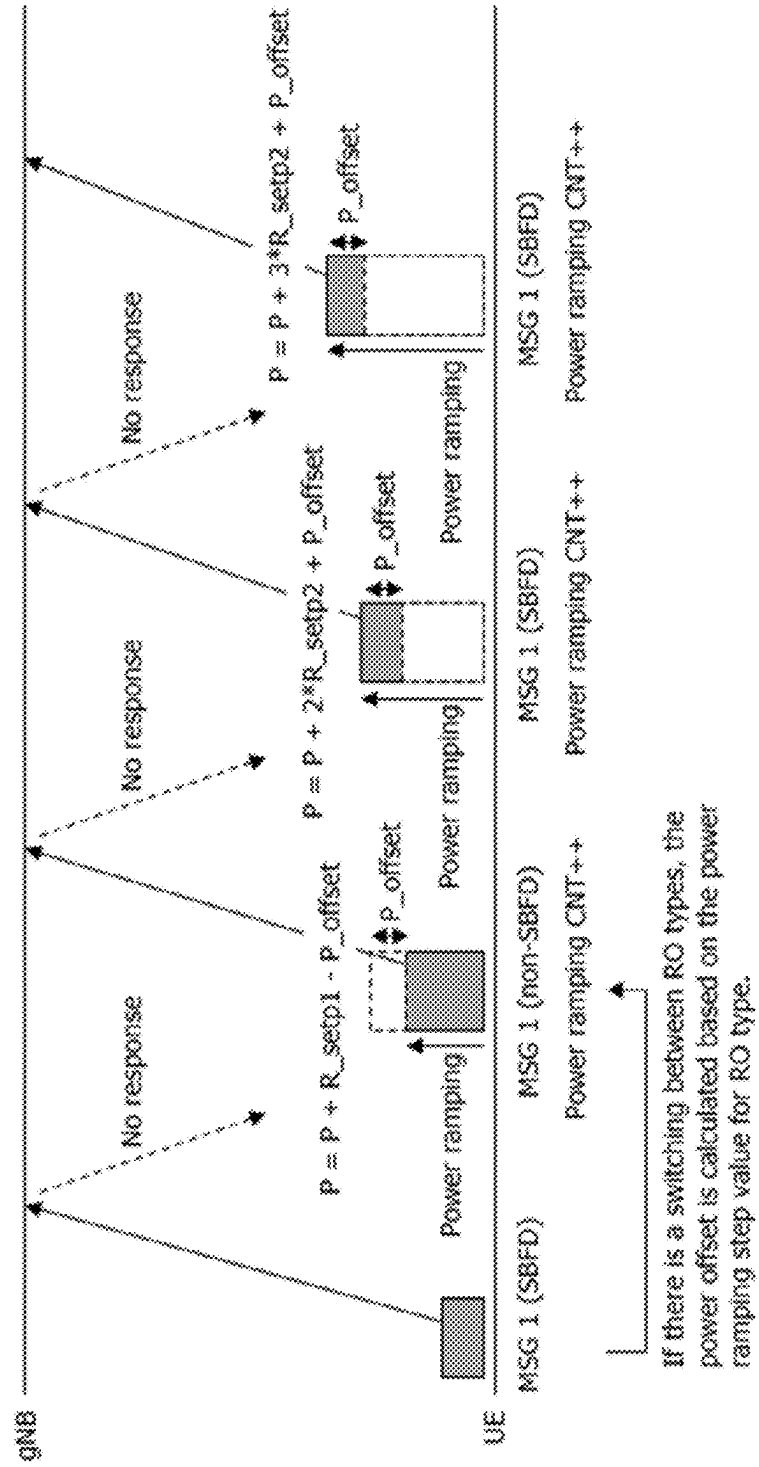 gNB
No response
No response
No response
P = P + R_setp1 - P_offset
P = P + 2*R_setp2 + P_offset
P = P + 3*R_setp2 + P_offset
P_offset
P_offset
P_offset
Power ramping
Power ramping
Power ramping
UE
MSG 1 (SBFD)
MSG 1 (non-SBFD)
Power ramping CNT++
MSG 1 (SBFD)
Power ramping CNT++
MSG 1 (SBFD)
Power ramping CNT++
If there is a switching between RO types, the
power offset is calculated based on the power
ramping step value for RO type.